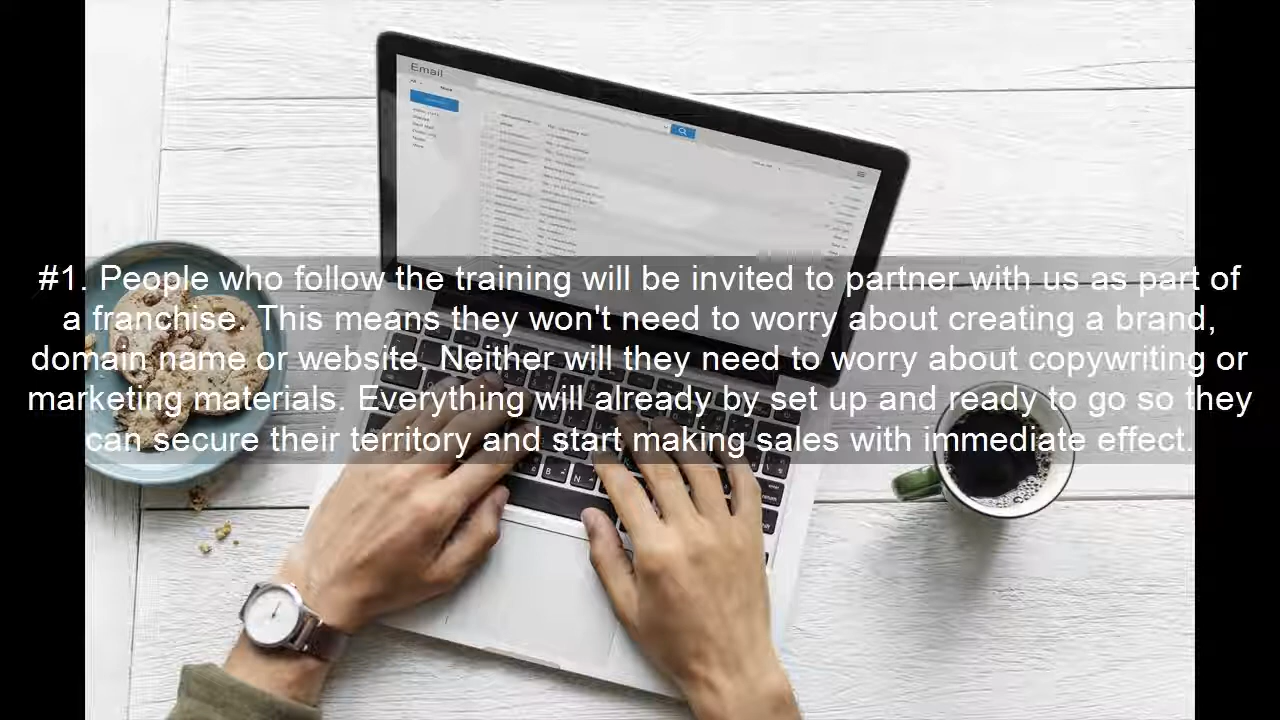 Email
#1. People who follow the training will be invited to partner with us as part of
a franchise. This means they won't need to worry about creating a brand,
domain name or website. Neither will they need to worry about copywriting or
marketing materials. Everything will already by set up and ready to go so they
can secure their territory and start making sales with immediate effect.